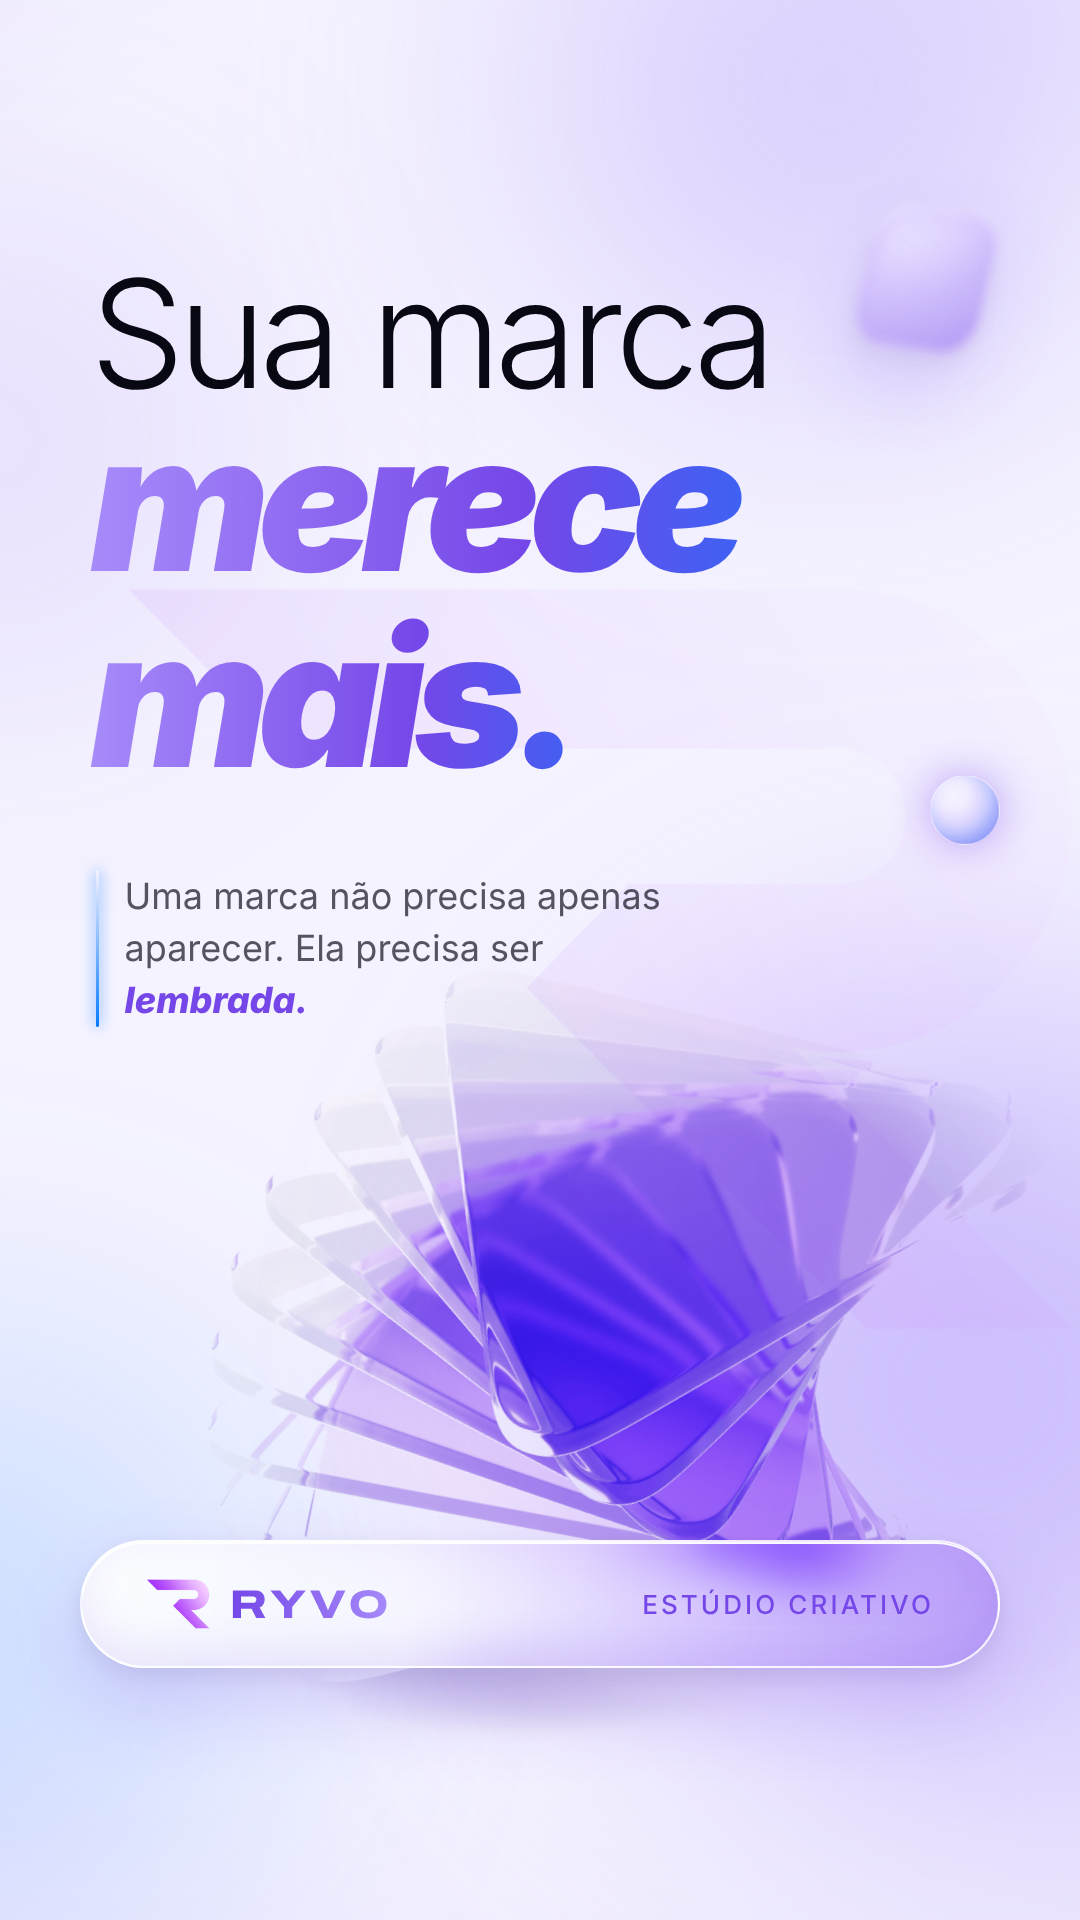 Sua marca
merece
mais.
Uma marca não precisa apenas
aparecer. Ela precisa ser
lembrada.
RYVO
ESTÚDIO CRIATIVO